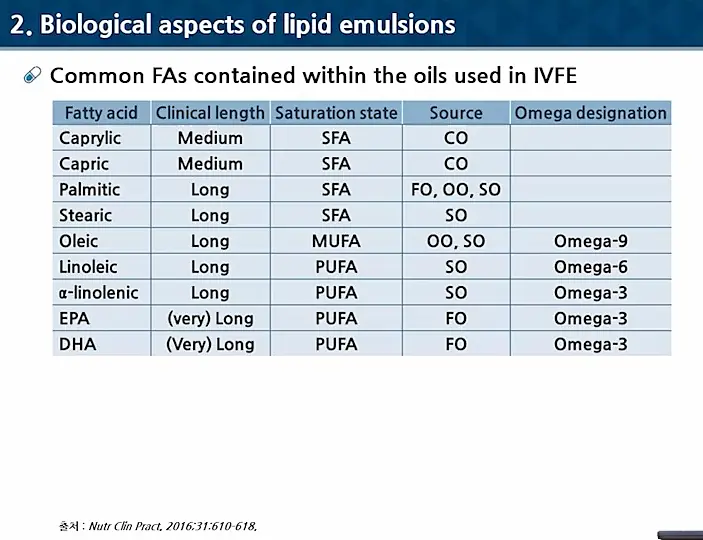 2. Biological aspects of lipid emulsions
Common FAs contained within the oils used in IVFE
Fatty acid Clinical length Saturation state Source Omega designation
Caprylic Medium SFA CO
Capric Medium SFA CO
Palmitic Long SFA FO, OO, SO
Stearic Long SFA SO
Oleic Long MUFA OO, SO Omega-9
Linoleic Long PUFA SO Omega-6
α-linolenic Long PUFA SO Omega-3
EPA (very) Long PUFA FO Omega-3
DHA (Very) Long PUFA FO Omega-3
출처 : Nutr Clin Pract. 2016;31:610-618.